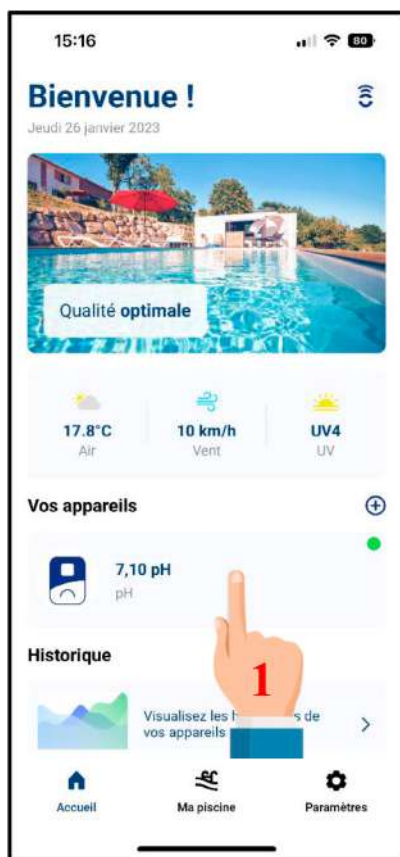 15:16
80
Bienvenue !
Jeudi 26 janvier 2023
Qualité optimale
17.8°C
10 km/h
UV4
Air
Vent
UV
Vos appareils
7,10 pH
pH
Historique
1
Visualisez les h s de
vos appareils
Accueil
Ma piscine
Paramètres